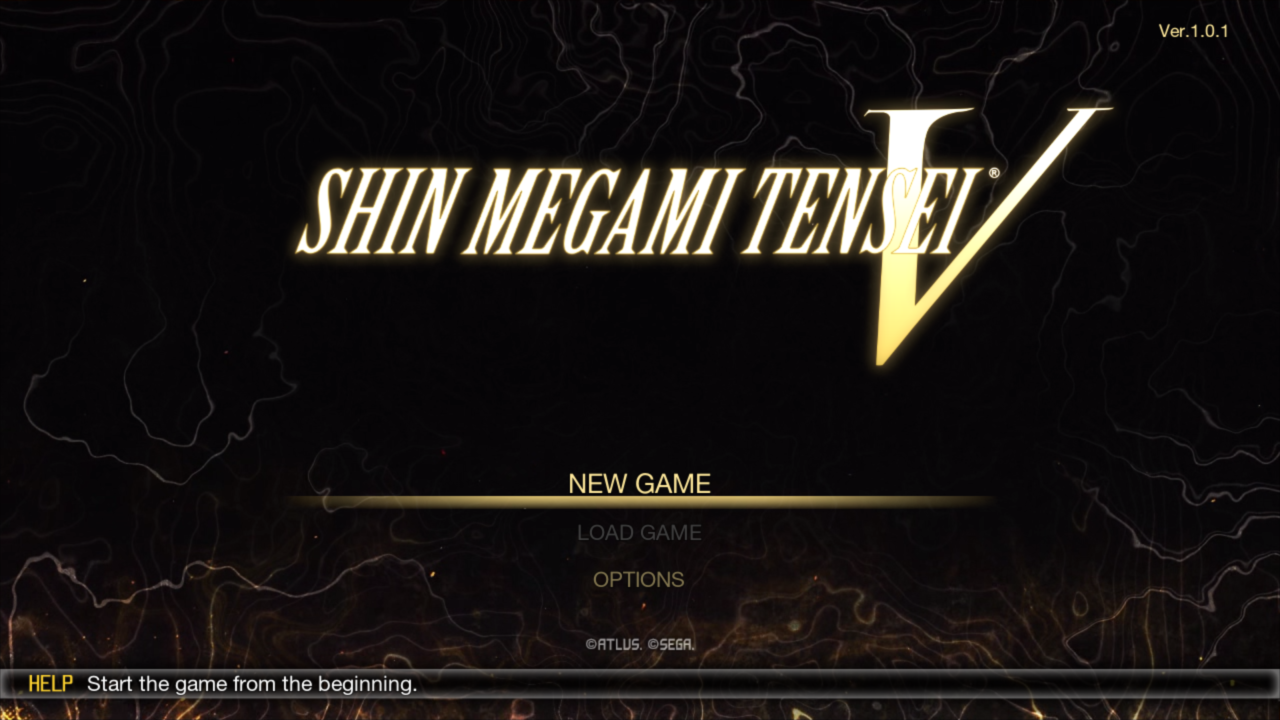 Ver.1.0.1
SHIN MEGAMI TENSEI V®
NEW GAME
LOAD GAME
OPTIONS
©ATLUS. ©SEGA.
HELP Start the game from the beginning.